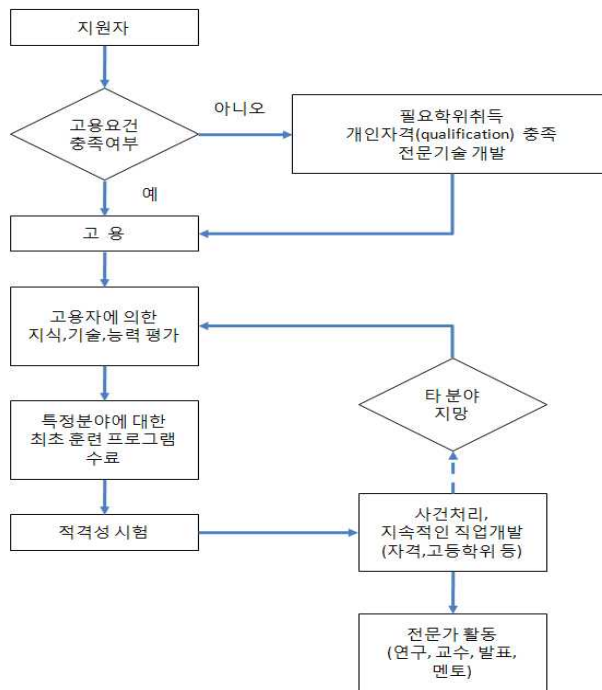 지원자
고용요건
충족여부
아니오
필요학위취득
개인자격(qualification) 충족
전문기술 개발
예
고 용
고용자에 의한
지식,기술,능력 평가
타 분야
지망
특정분야에 대한
최초 훈련 프로그램
수료
적격성 시험
사건처리,
지속적인 직업개발
(자격,고등학위 등)
전문가 활동
(연구, 교수, 발표,
멘토)